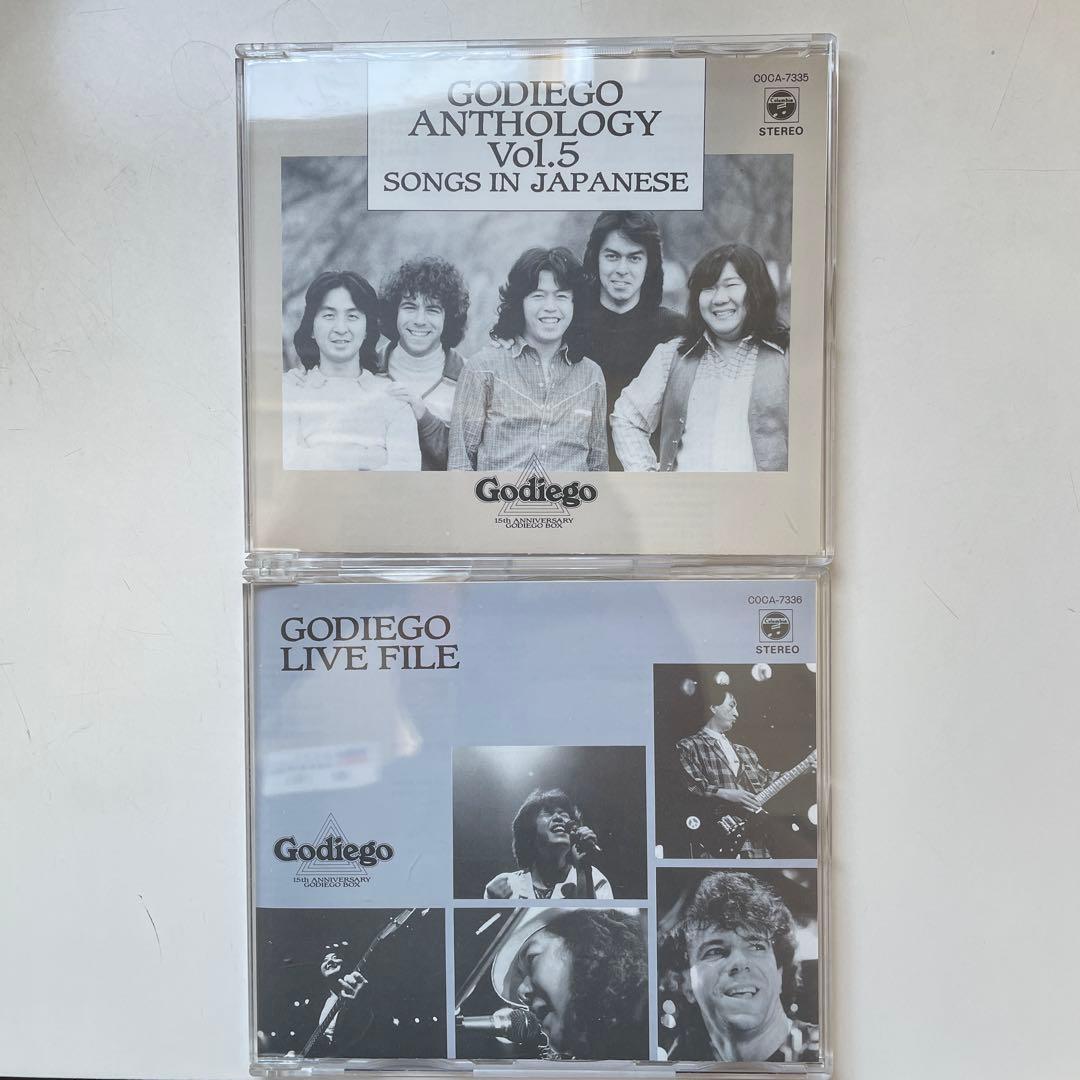 GODIEGO
ANTHOLOGY
Vol.5
SONGS IN JAPANESE
COCA-7335
Columbia
STEREO
Godiego
15th ANNIVERSARY
GODIEGO BOX
GODIEGO
LIVE FILE
COCA-7336
Columbia
STEREO
Godiego
15th ANNIVERSARY
GODIEGO BOX